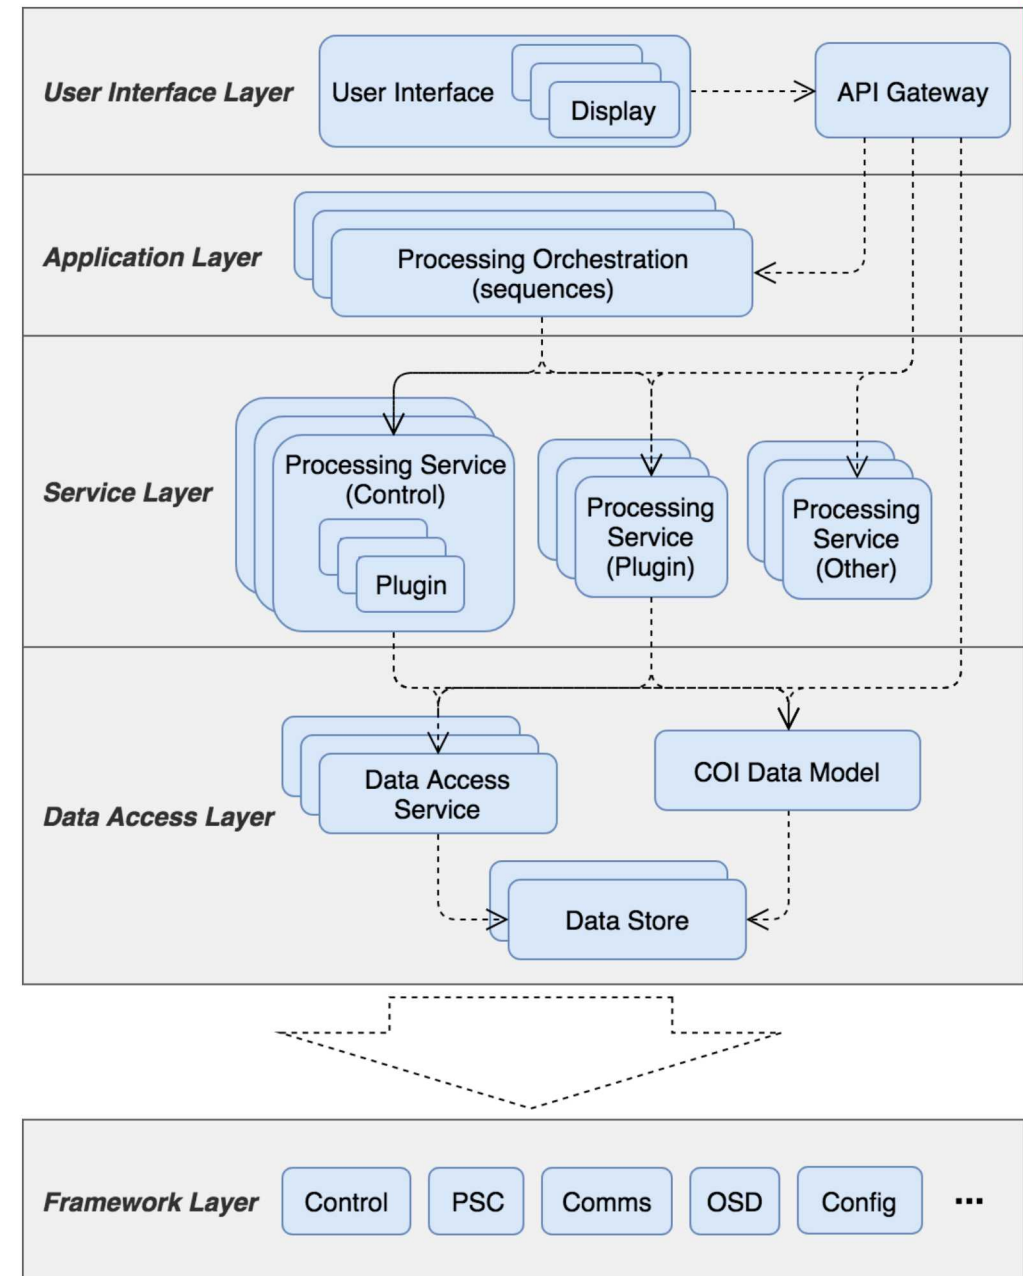 User Interface Layer
User Interface
Display
API Gateway
Application Layer
Processing Orchestration
(sequences)
Service Layer
Processing Service
(Control)
Plugin
Processing
Service
(Plugin)
Processing
Service
(Other)
Data Access Layer
Data Access
Service
COI Data Model
Data Store
Framework Layer
Control
PSC
Comms
OSD
Config
...